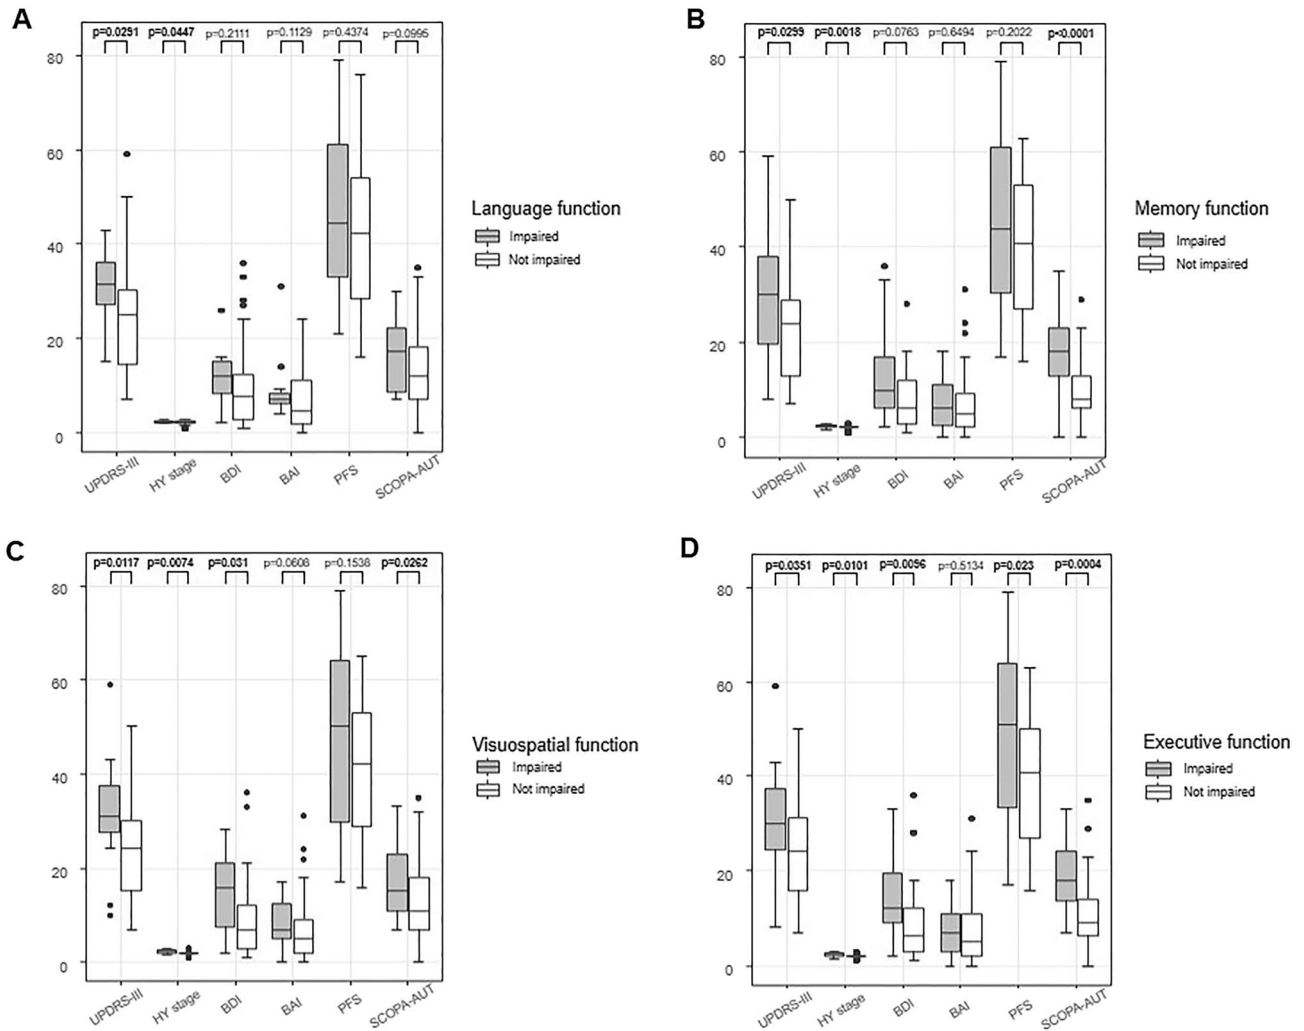 A
p=0.0291 p=0.0447 p=0.2111 p=0.1129 p=0.4374 p=0.0995
80
60
40
20
0
UPDRS-III HY stage BDI BAI PFS SCOPA-AUT
Language function
Impaired
Not impaired
B
p=0.0299 p=0.0018 p=0.0763 p=0.6494 p=0.2022 p<0.0001
80
60
40
20
0
UPDRS-III HY stage BDI BAI PFS SCOPA-AUT
Memory function
Impaired
Not impaired
C
p=0.0117 p=0.0074 p=0.031 p=0.0608 p=0.1538 p=0.0262
80
60
40
20
0
UPDRS-III HY stage BDI BAI PFS SCOPA-AUT
Visuospatial function
Impaired
Not impaired
D
p=0.0351 p=0.0101 p=0.0096 p=0.5134 p=0.023 p=0.0004
80
60
40
20
0
UPDRS-III HY stage BDI BAI PFS SCOPA-AUT
Executive function
Impaired
Not impaired